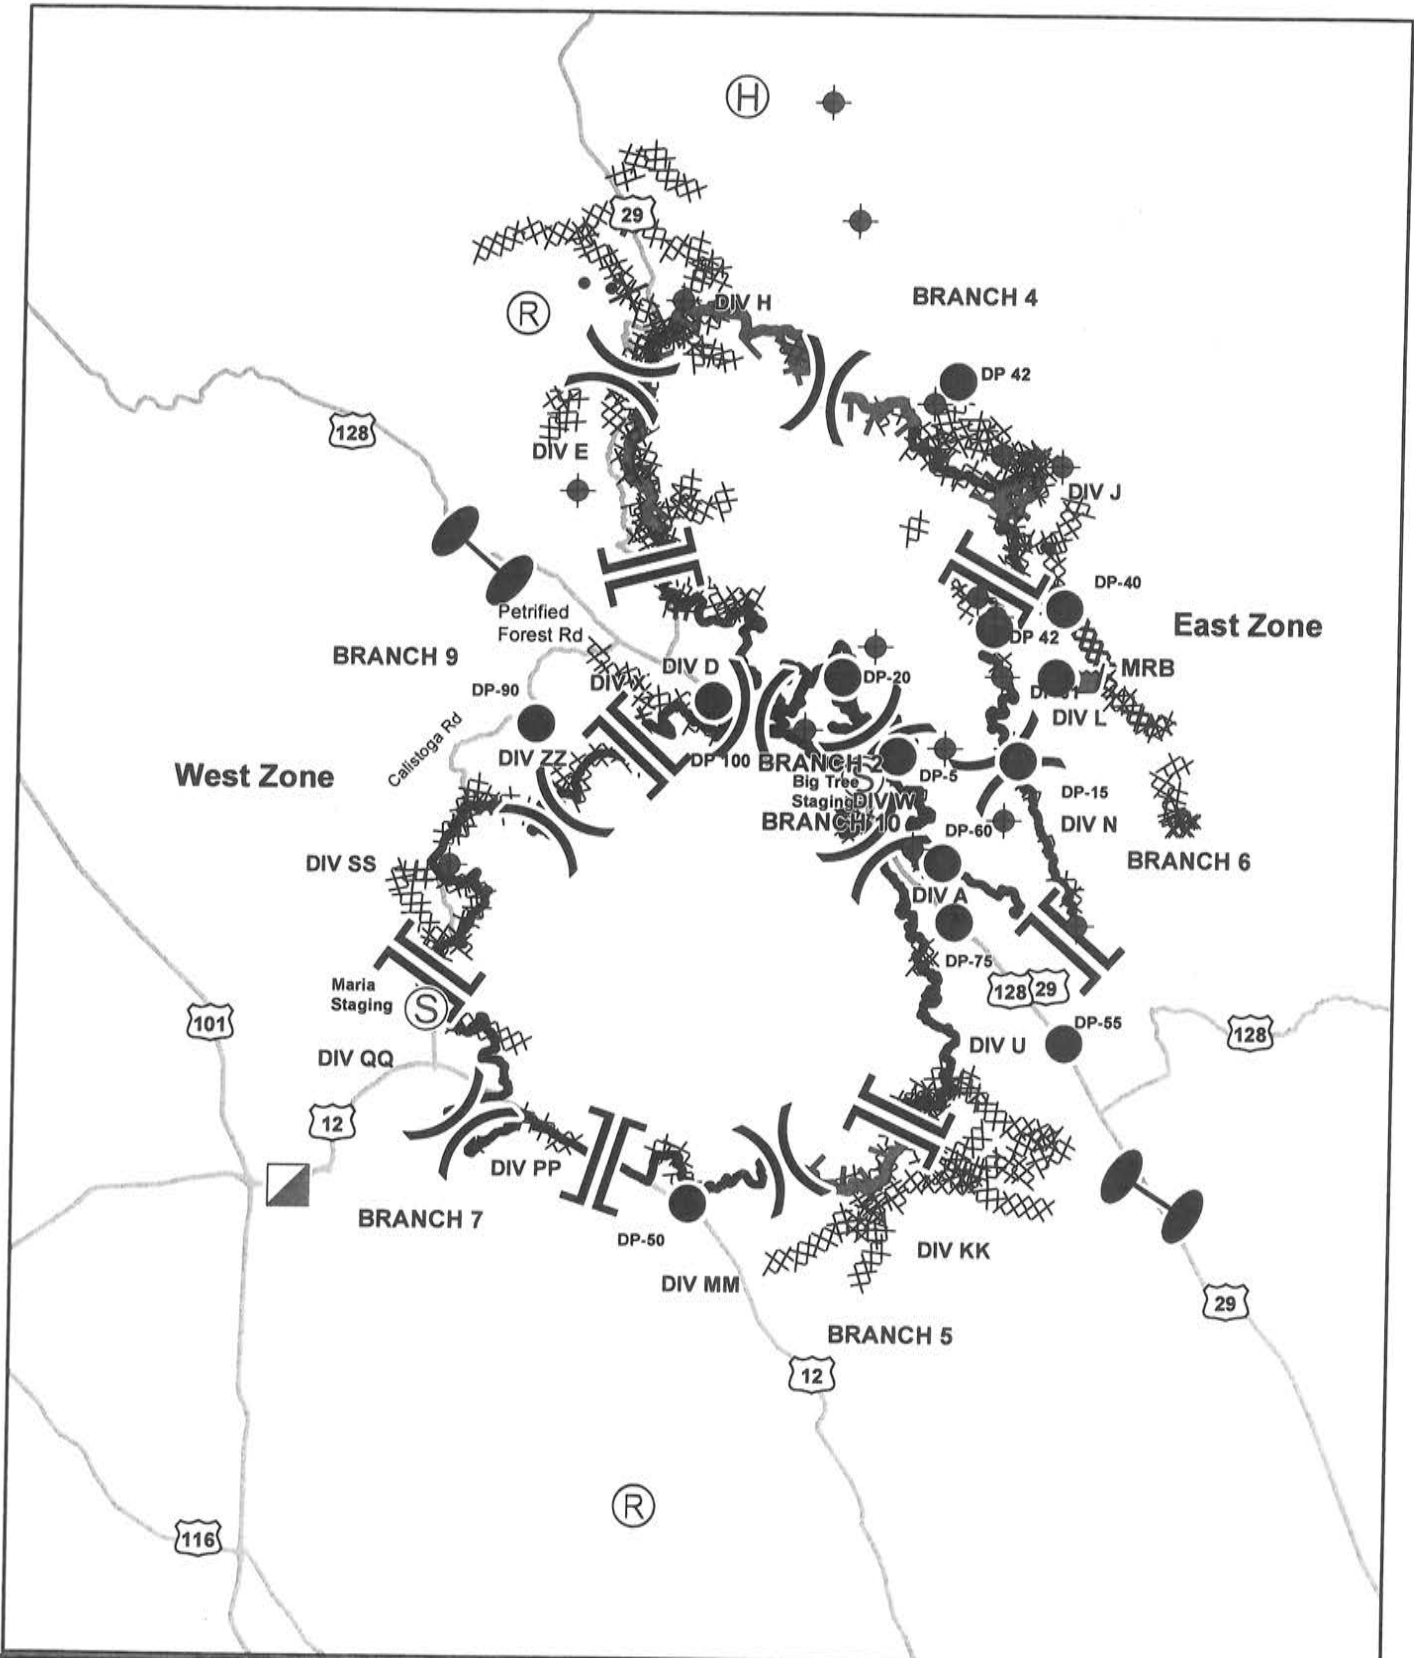 H
29
R
DIV H
BRANCH 4
DP 42
128
DIV E
DIV J
DP-40
Petrified
Forest Rd
East Zone
DP 42
BRANCH 9
DIV D
MRB
DP-20
DP-90
DIV L
Calistoga Rd
DIV ZZ
DP 100
BRANCH 2
DP-5
West Zone
Big Tree
Staging
S
DIV W
DP-15
BRANCH 10
DP-60
DIV N
DIV SS
BRANCH 6
DIV A
DP-75
Maria
Staging
S
128
29
101
DP-55
128
DIV QQ
DIV U
12
DIV PP
BRANCH 7
DP-50
DIV KK
DIV MM
29
BRANCH 5
12
R
116